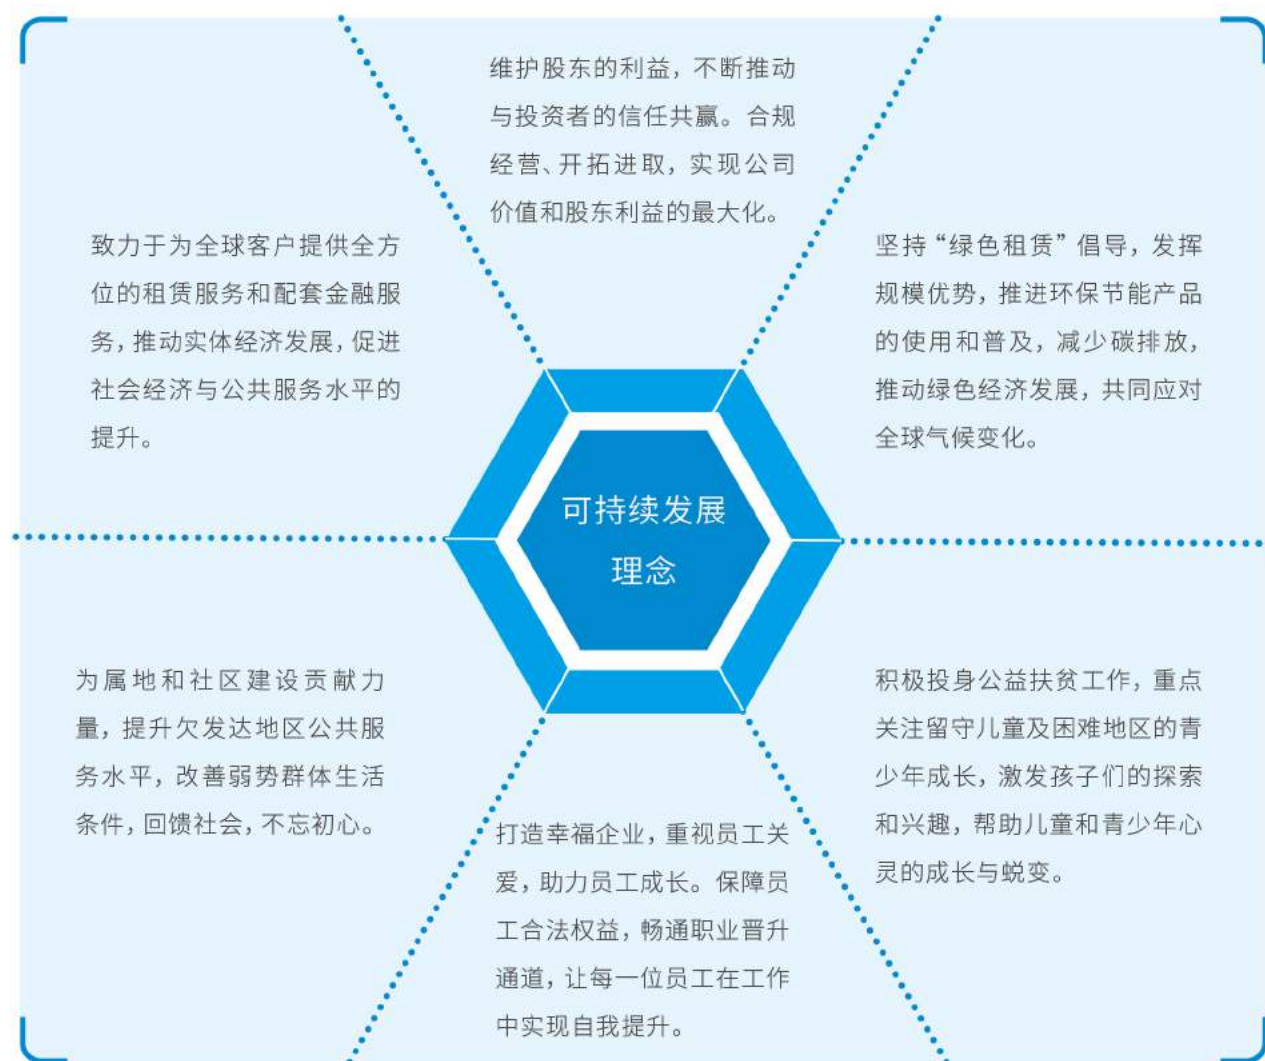 维护股东的利益，不断推动
与投资者的信任共赢。合规
经营、开拓进取，实现公司
价值和股东利益的最大化。
致力于为全球客户提供全方
位的租赁服务和配套金融服
务，推动实体经济发展，促进
社会经济与公共服务水平的
提升。
坚持“绿色租赁”倡导，发挥
规模优势，推进环保节能产品
的使用和普及，减少碳排放，
推动绿色经济发展，共同应对
全球气候变化。
可持续发展
理念
为属地和社区建设贡献力
量，提升欠发达地区公共服
务水平，改善弱势群体生活
条件，回馈社会，不忘初心。
积极投身公益扶贫工作，重点
关注留守儿童及困难地区的青
少年成长，激发孩子们的探索
和兴趣，帮助儿童和青少年心
灵的成长与蜕变。
打造幸福企业，重视员工关
爱，助力员工成长。保障员
工合法权益，畅通职业晋升
通道，让每一位员工在工作
中实现自我提升。